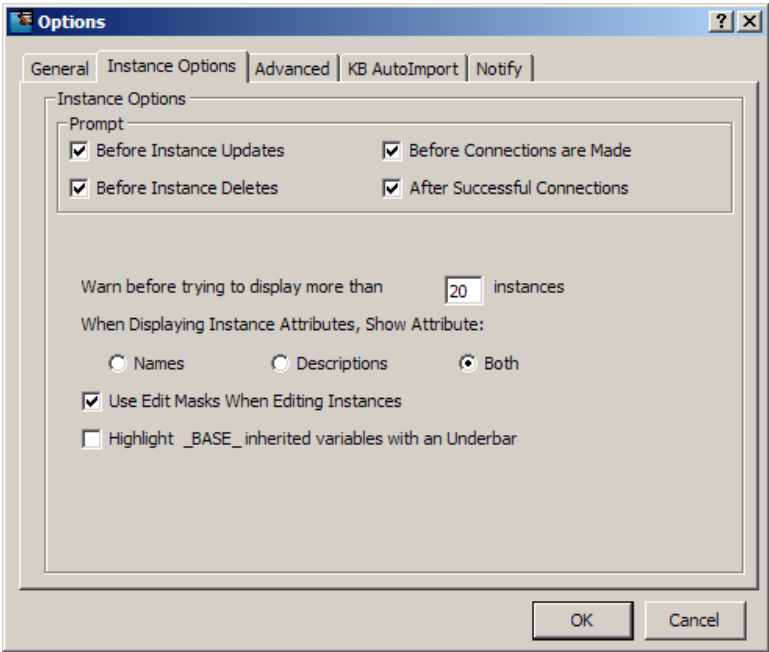 Options
General Instance Options Advanced KB AutoImport Notify
Instance Options
Prompt
Before Instance Updates Before Connections are Made
Before Instance Deletes After Successful Connections
Warn before trying to display more than 20 instances
When Displaying Instance Attributes, Show Attribute:
Names Descriptions Both
Use Edit Masks When Editing Instances
Highlight _BASE_ inherited variables with an Underbar
OK Cancel